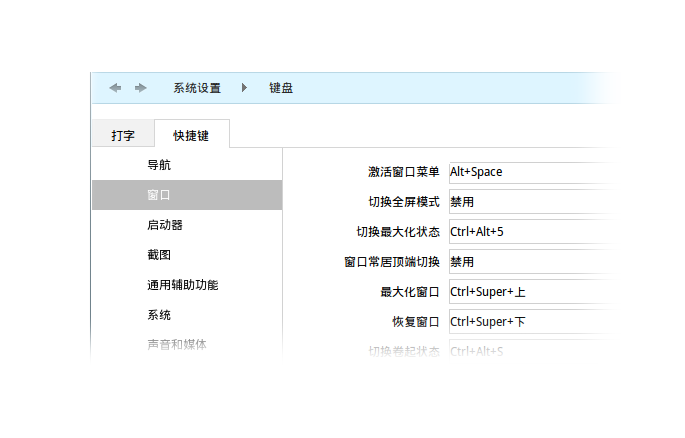 系统设置 键盘
打字 快捷键
导航
窗口
启动器
截图
通用辅助功能
系统
声音和媒体
激活窗口菜单 Alt+Space
切换全屏模式 禁用
切换最大化状态 Ctrl+Alt+5
窗口常居顶端切换 禁用
最大化窗口 Ctrl+Super+上
恢复窗口 Ctrl+Super+下
切换卷起状态 Ctrl+Alt+S